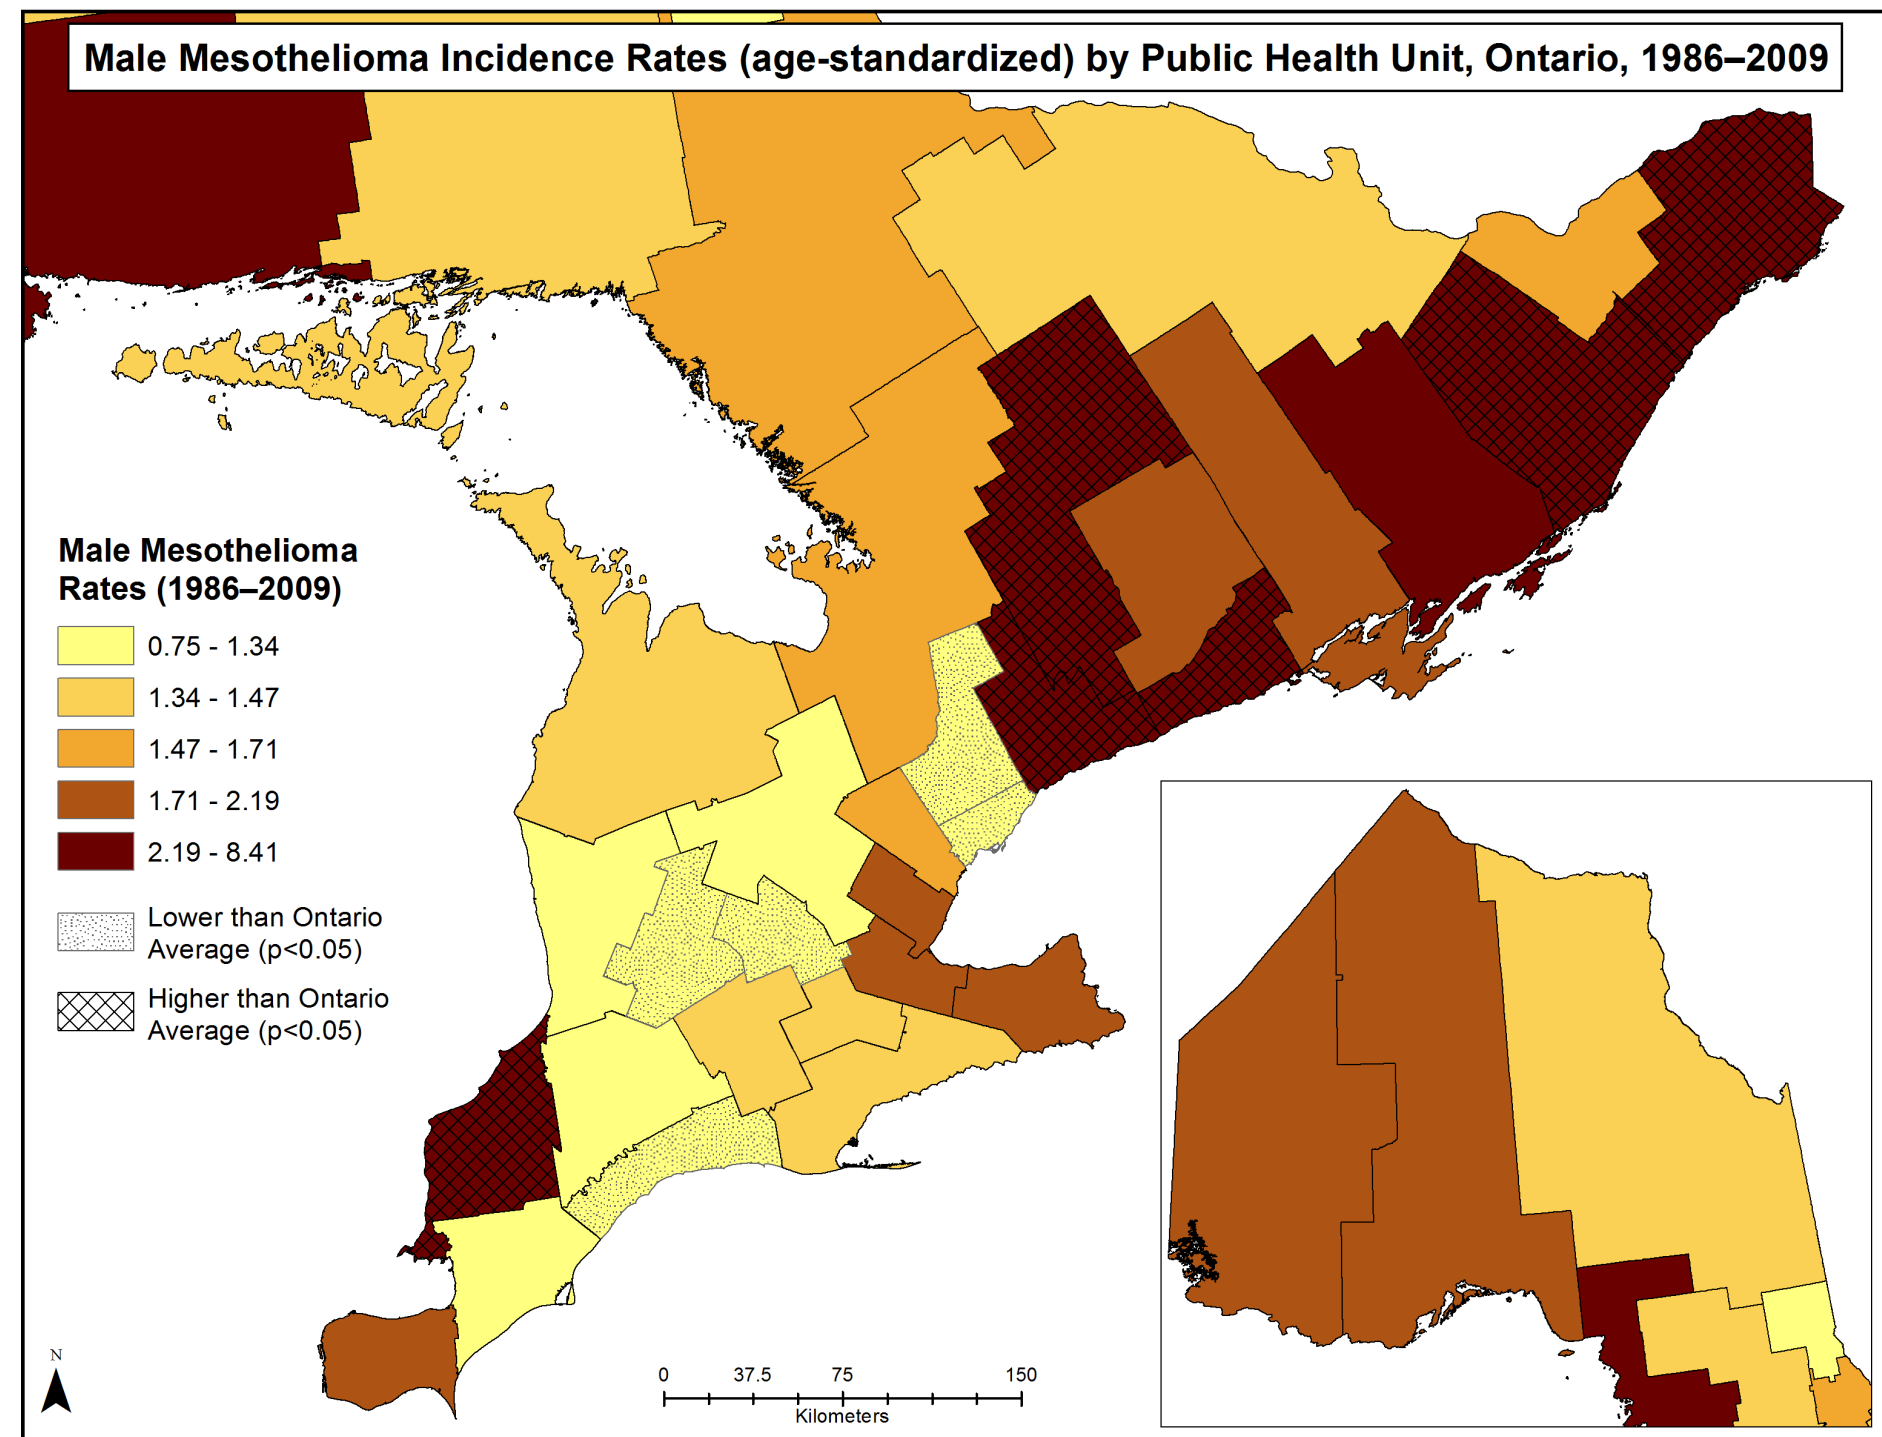 Male Mesothelioma Incidence Rates (age-standardized) by Public Health Unit, Ontario, 1986–2009
Male Mesothelioma
Rates (1986–2009)
0.75 - 1.34
1.34 - 1.47
1.47 - 1.71
1.71 - 2.19
2.19 - 8.41
Lower than Ontario
Average (p<0.05)
Higher than Ontario
Average (p<0.05)
N
0 37.5 75 150
Kilometers